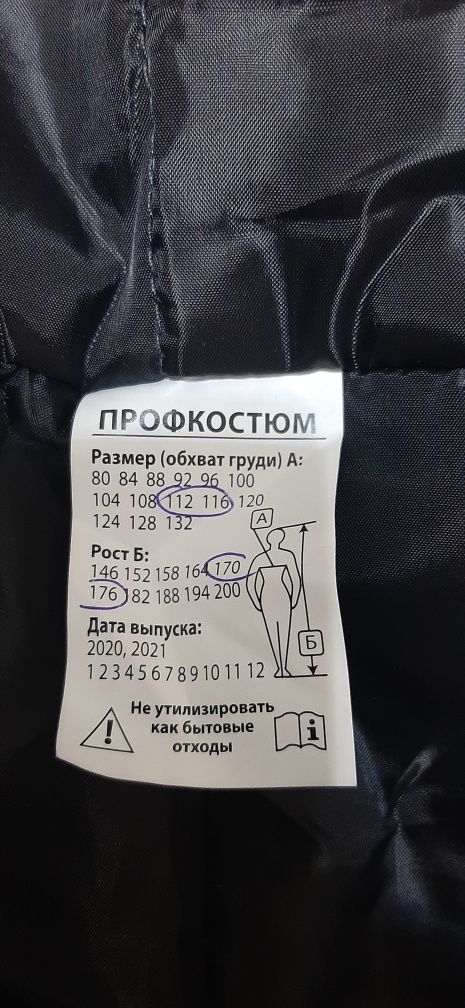 ПРОФКОСТЮМ
Размер (обхват груди) А:
80 84 88 92 96 100
104 108 112 116 120
124 128 132
А
Рост Б:
146 152 158 164 170
176 182 188 194 200
Б
Дата выпуска:
2020, 2021
1 2 3 4 5 6 7 8 9 10 11 12
Не утилизировать
как бытовые
отходы
! i